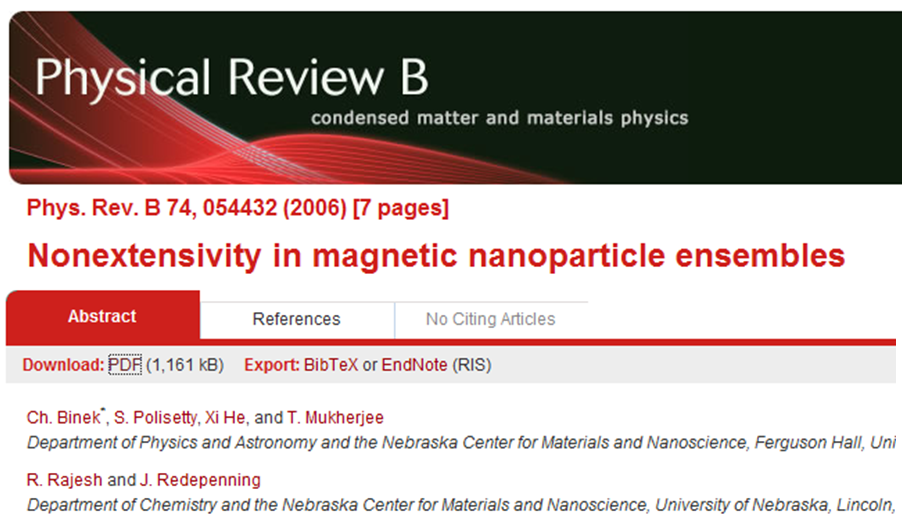 Physical Review B
condensed matter and materials physics
Phys. Rev. B 74, 054432 (2006) [7 pages]
Nonextensivity in magnetic nanoparticle ensembles
Abstract References No Citing Articles
Download: PDF (1,161 kB) Export: BibTeX or EndNote (RIS)
Ch. Binek*, S. Polisetty, Xi He, and T. Mukherjee
Department of Physics and Astronomy and the Nebraska Center for Materials and Nanoscience, Ferguson Hall, Uni
R. Rajesh and J. Redepenning
Department of Chemistry and the Nebraska Center for Materials and Nanoscience, University of Nebraska, Lincoln,